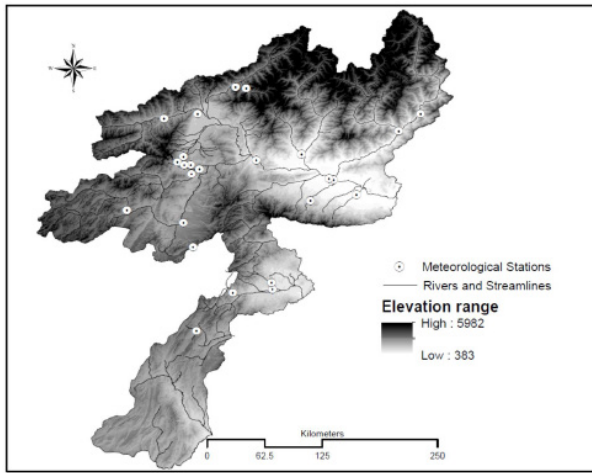 Meteorological Stations
Rivers and Streamlines
Elevation range
High : 5982
Low : 383
Kilometers
0 62.5 125 250